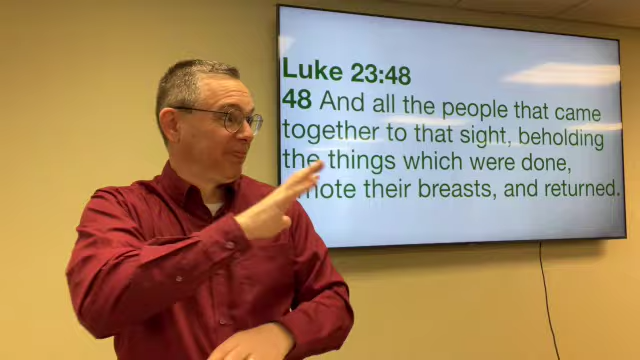 Luke 23:48
48 And all the people that came
together to that sight, beholding
the things which were done,
mote their breasts, and returned.